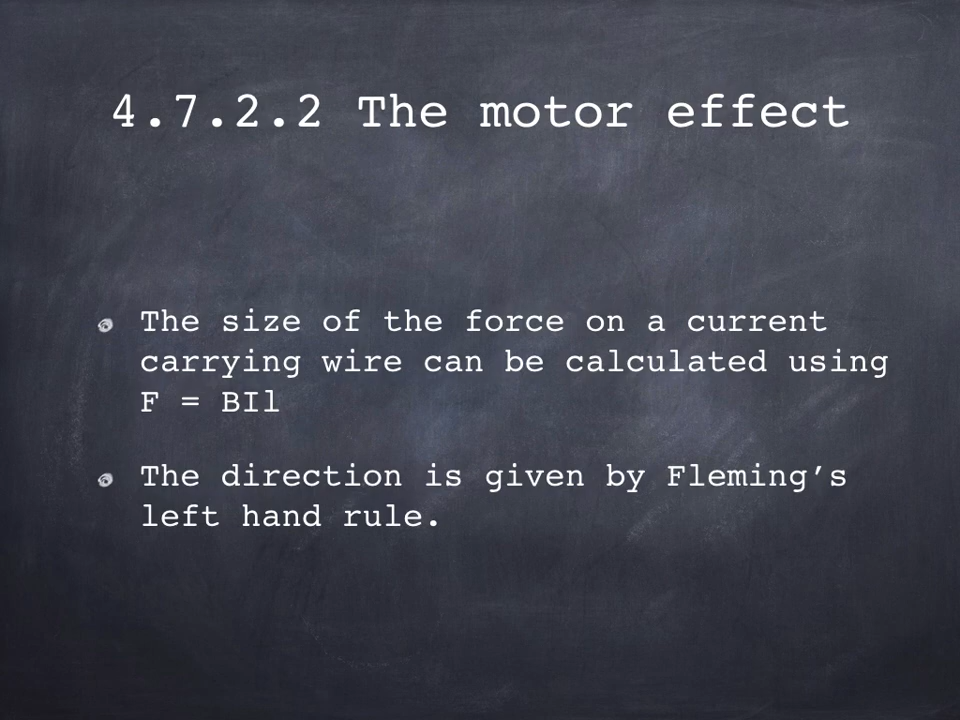 4.7.2.2 The motor effect
The size of the force on a current
carrying wire can be calculated using
F = BIl
The direction is given by Fleming’s
left hand rule.